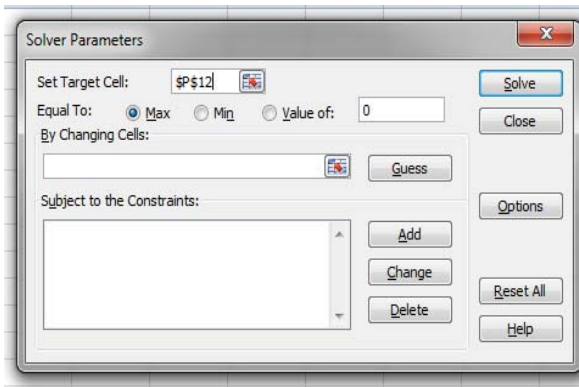 Solver Parameters
Set Target Cell: $P$12 Solve
Equal To: Max Min Value of: 0 Close
By Changing Cells:
Guess
Subject to the Constraints: Options
Add
Change
Delete Reset All
Help